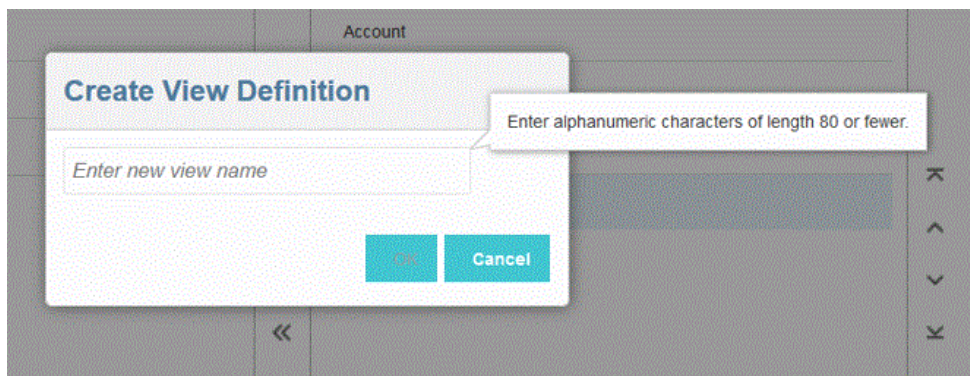 Account
Create View Definition
Enter alphanumeric characters of length 80 or fewer.
Enter new view name
OK
Cancel